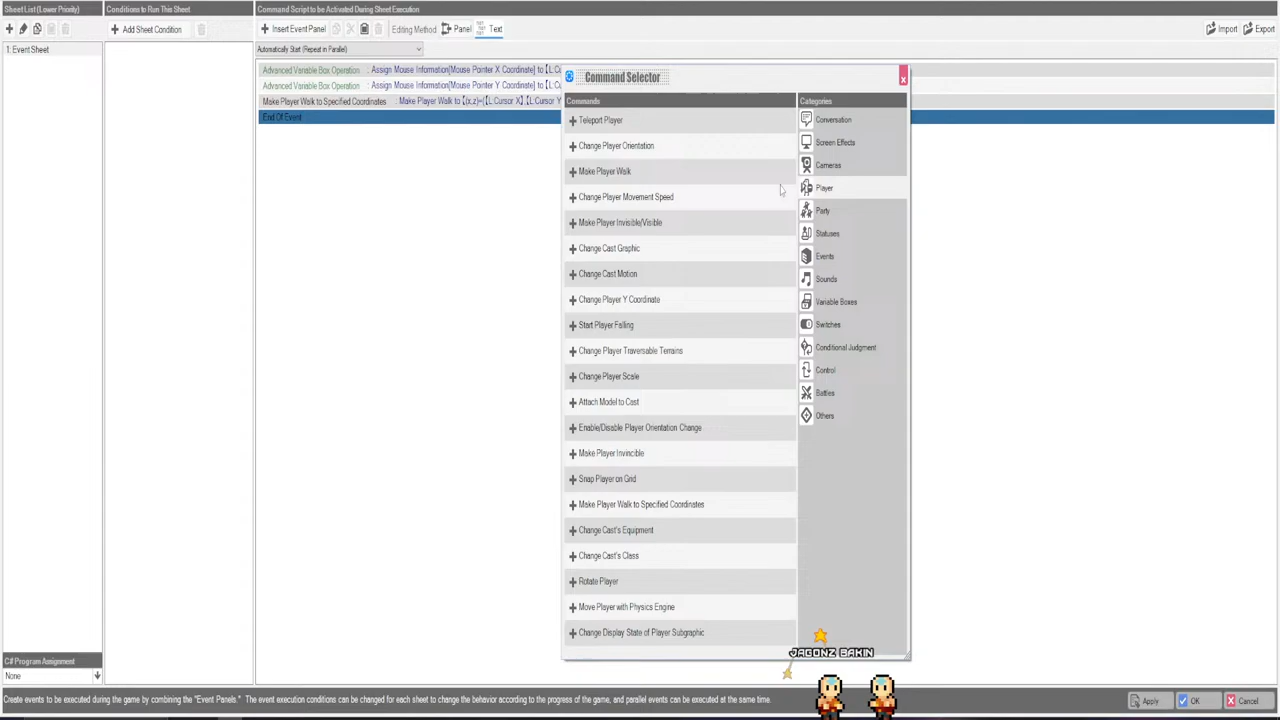 Sheet List (Lower Priority)
Conditions to Run This Sheet
Command Script to be Activated During Sheet Execution
Add Sheet Condition
Insert Event Panel
Editing Method
Panel
Text
Import
Export
1: Event Sheet
Automatically Start (Repeat in Parallel)
Advanced Variable Box Operation : Assign Mouse Information[Mouse Pointer X Coordinate] to 【L:Cu
Advanced Variable Box Operation : Assign Mouse Information[Mouse Pointer Y Coordinate] to 【L:Cu
Make Player Walk to Specified Coordinates : Make Player Walk to 【(x,z)=(【L:Cursor X】【L:Cursor Y
End Of Event
Command Selector
x
Commands
Categories
Teleport Player
Change Player Orientation
Make Player Walk
Change Player Movement Speed
Make Player Invisible/Visible
Change Cast Graphic
Change Cast Motion
Change Player Y Coordinate
Start Player Falling
Change Player Traversable Terrains
Change Player Scale
Attach Model to Cast
Enable/Disable Player Orientation Change
Make Player Invincible
Snap Player on Grid
Make Player Walk to Specified Coordinates
Change Cast's Equipment
Change Cast's Class
Rotate Player
Move Player with Physics Engine
Change Display State of Player Subgraphic
Conversation
Screen Effects
Cameras
Player
Party
Statuses
Events
Sounds
Variable Boxes
Switches
Conditional Judgment
Control
Battles
Others
JAGONZ BAKIN
C# Program Assignment
None
Create events to be executed during the game by combining the "Event Panels." The event execution conditions can be changed for each sheet to change the behavior according to the progress of the game, and parallel events can be executed at the same time.
Apply
OK
Cancel